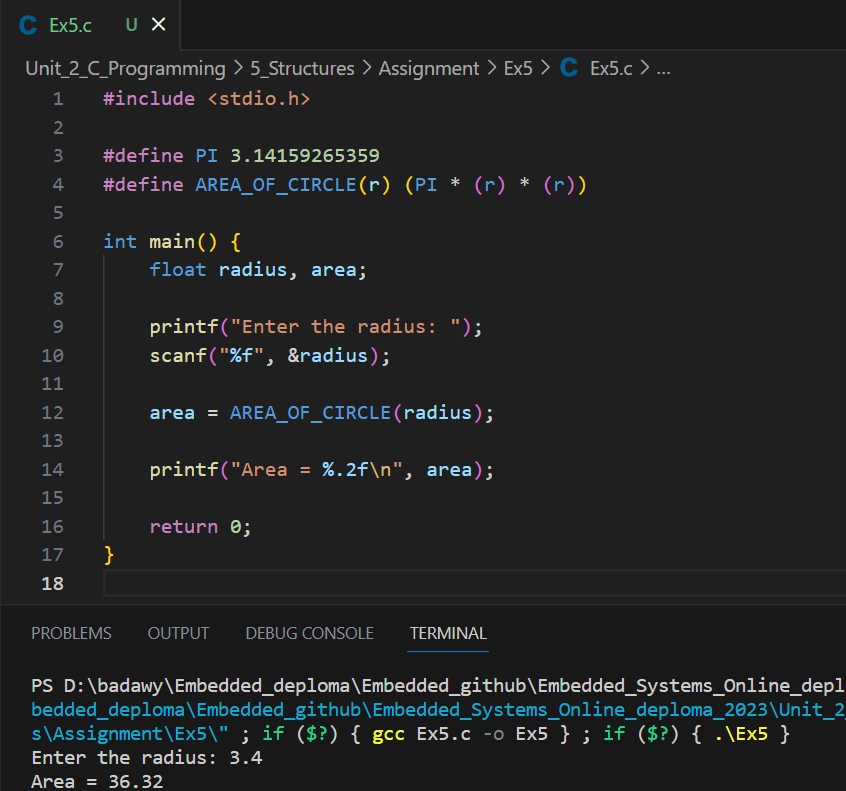 C Ex5.c U ×
Unit_2_C_Programming > 5_Structures > Assignment > Ex5 > C Ex5.c > ...
1 #include <stdio.h>
2
3 #define PI 3.14159265359
4 #define AREA_OF_CIRCLE(r) (PI * (r) * (r))
5
6 int main() {
7     float radius, area;
8
9     printf("Enter the radius: ");
10     scanf("%f", &radius);
11
12     area = AREA_OF_CIRCLE(radius);
13
14     printf("Area = %.2f\n", area);
15
16     return 0;
17 }
18
PROBLEMS OUTPUT DEBUG CONSOLE TERMINAL
PS D:\badawy\Embedded_deploma\Embedded_github\Embedded_Systems_Online_depl
bedded_deploma\Embedded_github\Embedded_Systems_Online_deploma_2023\Unit_2_
s\Assignment\Ex5\" ; if ($?) { gcc Ex5.c -o Ex5 } ; if ($?) { .\Ex5 }
Enter the radius: 3.4
Area = 36.32